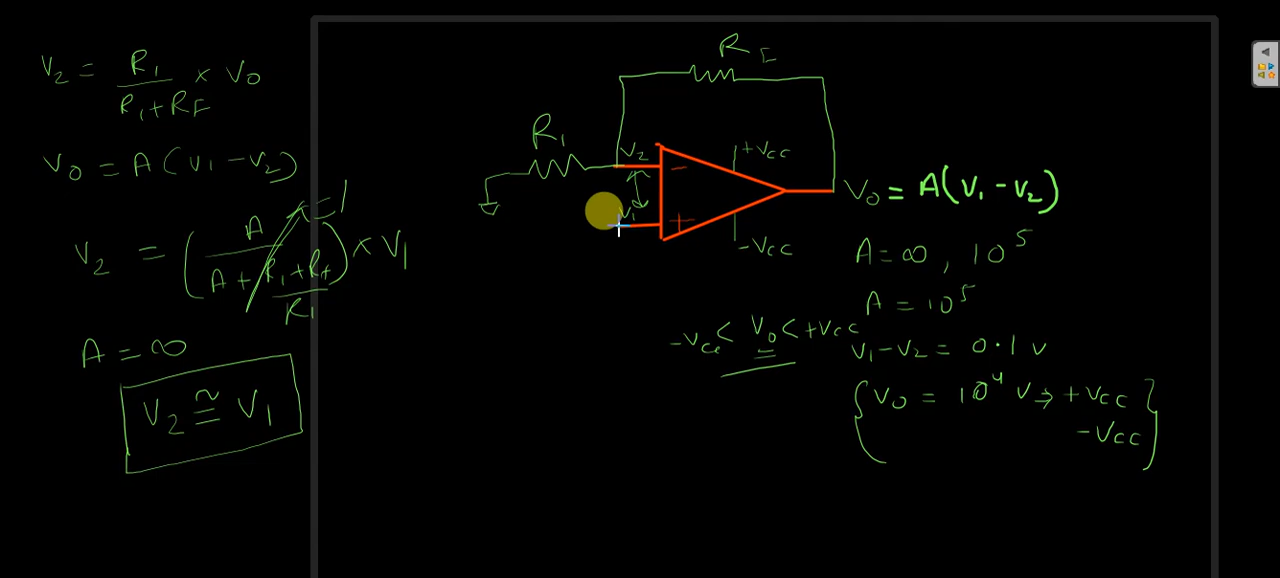 V2 = R1 / (R1 + RF) × V0
V0 = A (V1 - V2)
V2 = (A / (A + (R1 + Rf) / R1)) × V1
= 1
A = ∞
V2 ≅ V1
RF
R1
V2
V1
-
+
+VCC
-VCC
V0 = A(V1 - V2)
A = ∞, 10^5
A = 10^5
-VCC < V0 < +VCC
V1 - V2 = 0.1 V
{V0 = 10^4 V → +VCC
-VCC}